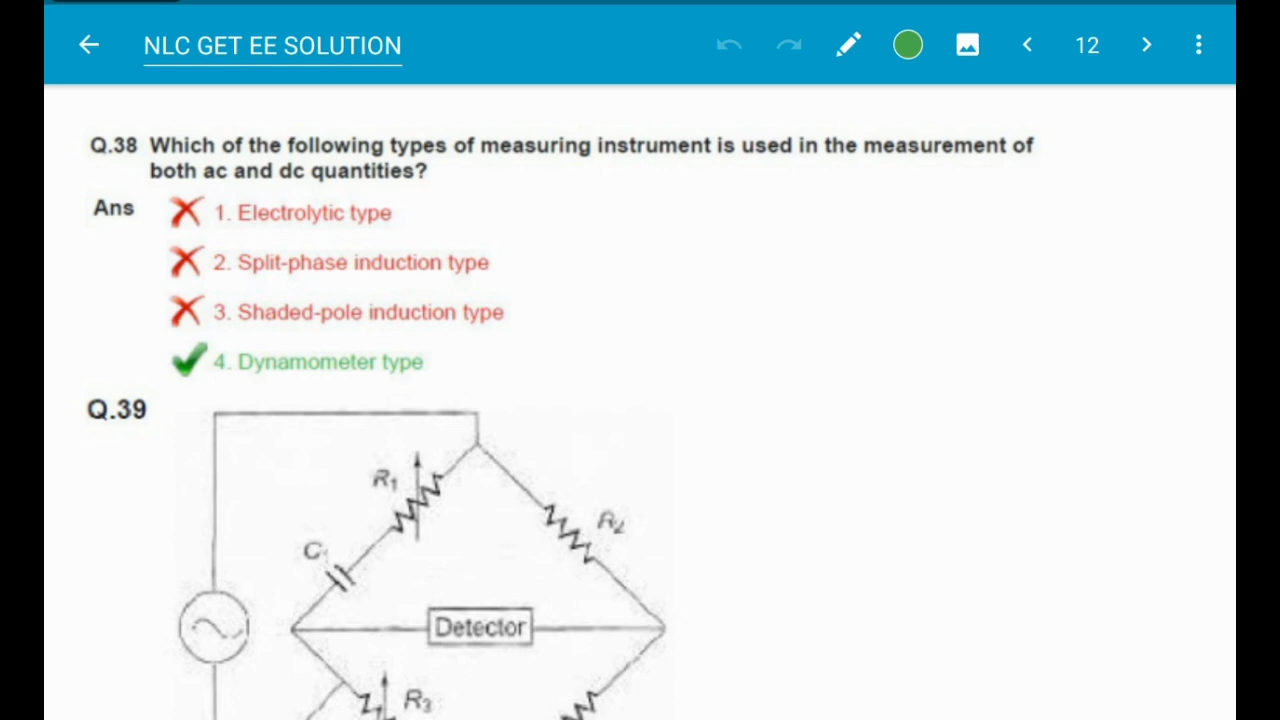 NLC GET EE SOLUTION
12
Q.38 Which of the following types of measuring instrument is used in the measurement of
both ac and dc quantities?
Ans
1. Electrolytic type
2. Split-phase induction type
3. Shaded-pole induction type
4. Dynamometer type
Q.39
R1
R2
C1
Detector
R3